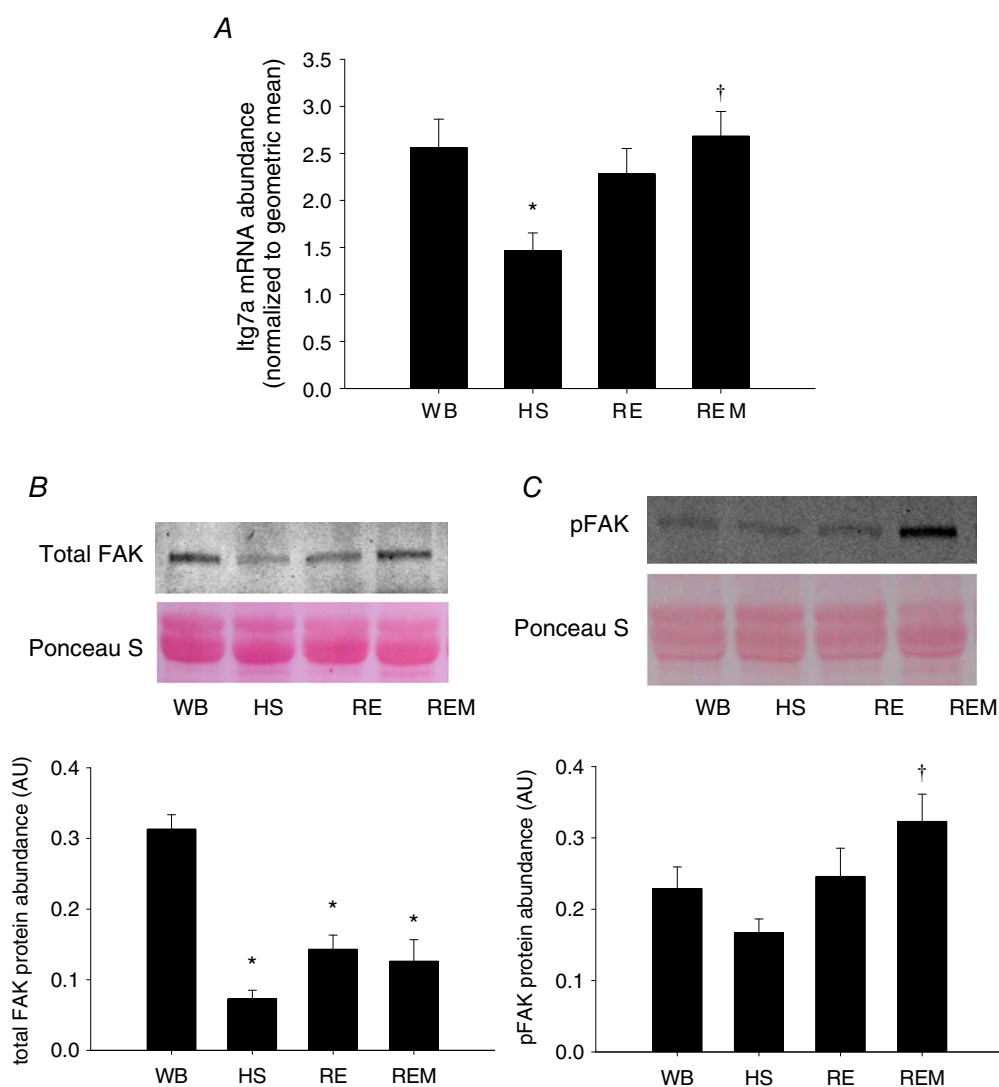 A
Itg7a mRNA abundance
(normalized to geometric mean)
3.5
3.0
2.5
2.0
1.5
1.0
0.5
0.0
*
†
WB HS RE REM
B
Total FAK
Ponceau S
WB HS RE REM
total FAK protein abundance (AU)
0.4
0.3
0.2
0.1
0.0
* * *
WB HS RE REM
C
pFAK
Ponceau S
WB HS RE REM
pFAK protein abundance (AU)
0.4
0.3
0.2
0.1
0.0
†
WB HS RE REM